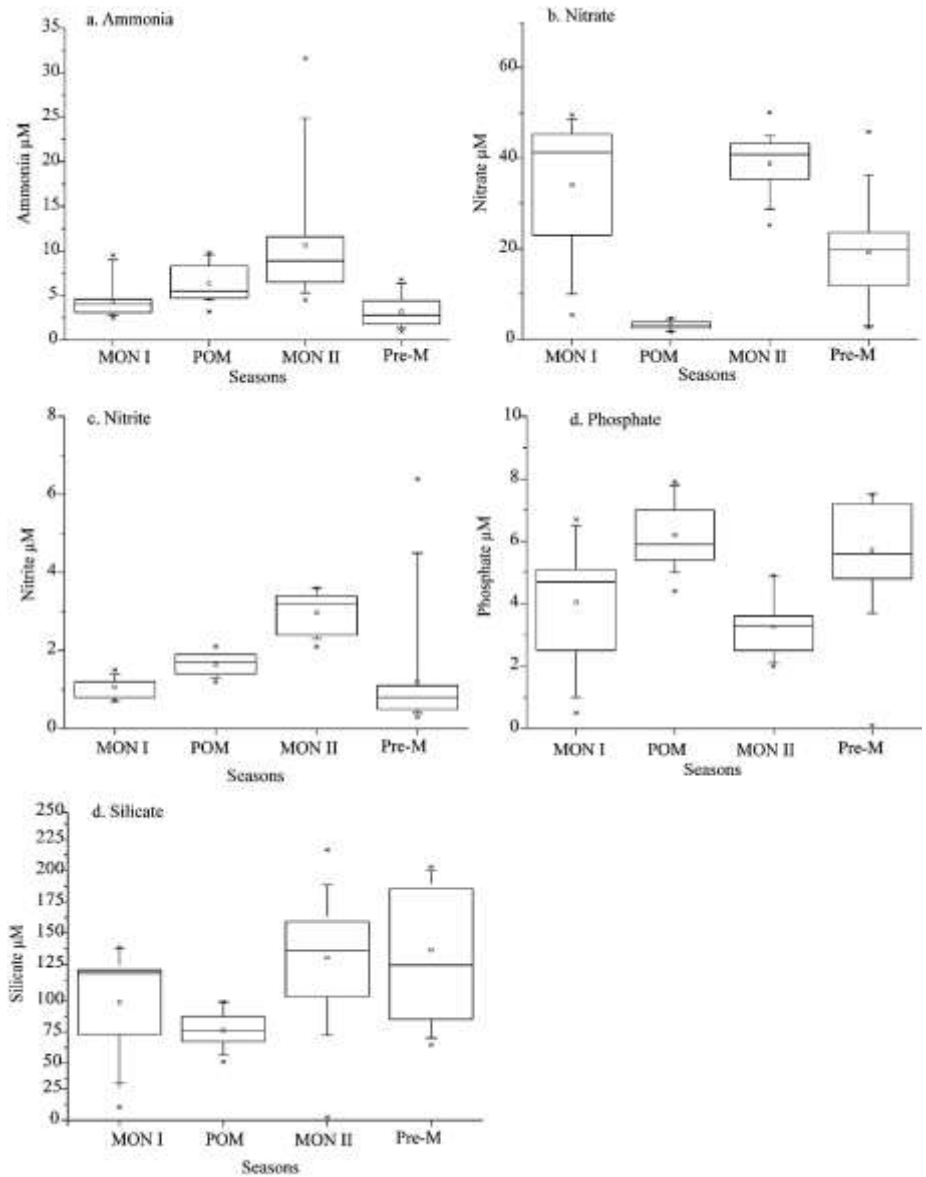 a. Ammonia
35
30
25
20
15
10
5
0
Ammonia µM
MON I POM MON II Pre-M
Seasons
b. Nitrate
60
40
20
0
Nitrate µM
MON I POM MON II Pre-M
Seasons
c. Nitrite
8
6
4
2
0
Nitrite µM
MON I POM MON II Pre-M
Seasons
d. Phosphate
10
8
6
4
2
0
Phosphate µM
MON I POM MON II Pre-M
Seasons
d. Silicate
250
225
200
175
150
125
100
75
50
25
0
Silicate µM
MON I POM MON II Pre-M
Seasons